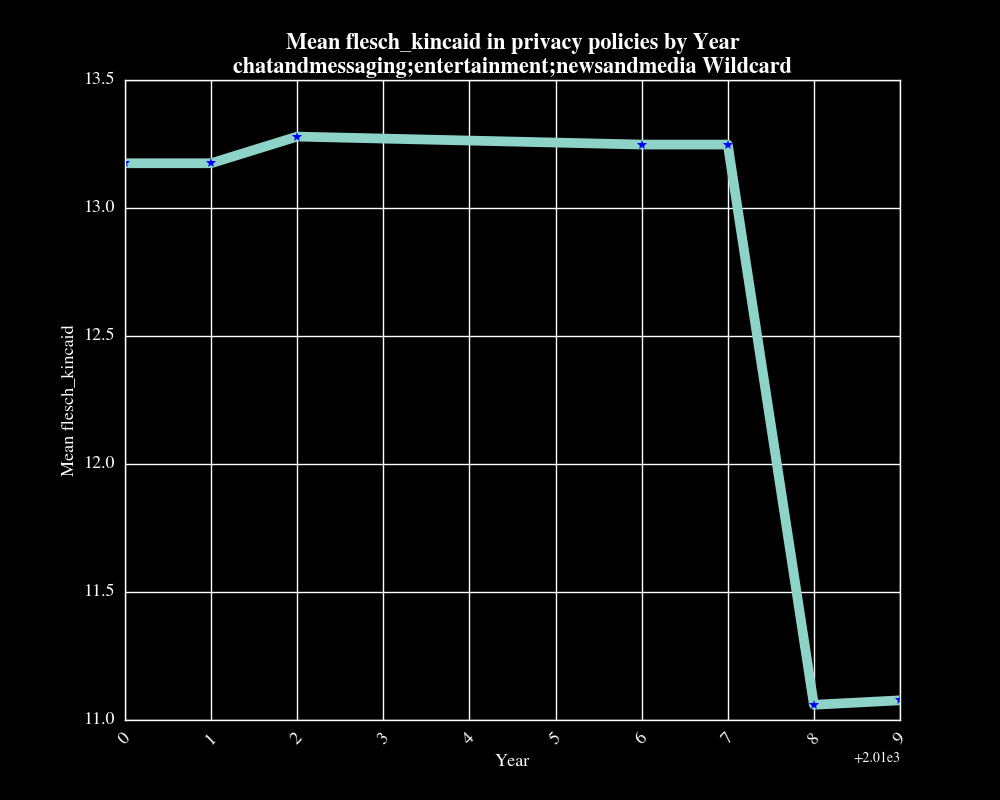 Mean flesch_kincaid in privacy policies by Year
chatandmessaging;entertainment;newsandmedia Wildcard
13.5
13.0
12.5
12.0
11.5
11.0
Mean flesch_kincaid
0 1 2 3 4 5 6 7 8 9
Year
+2.01e3